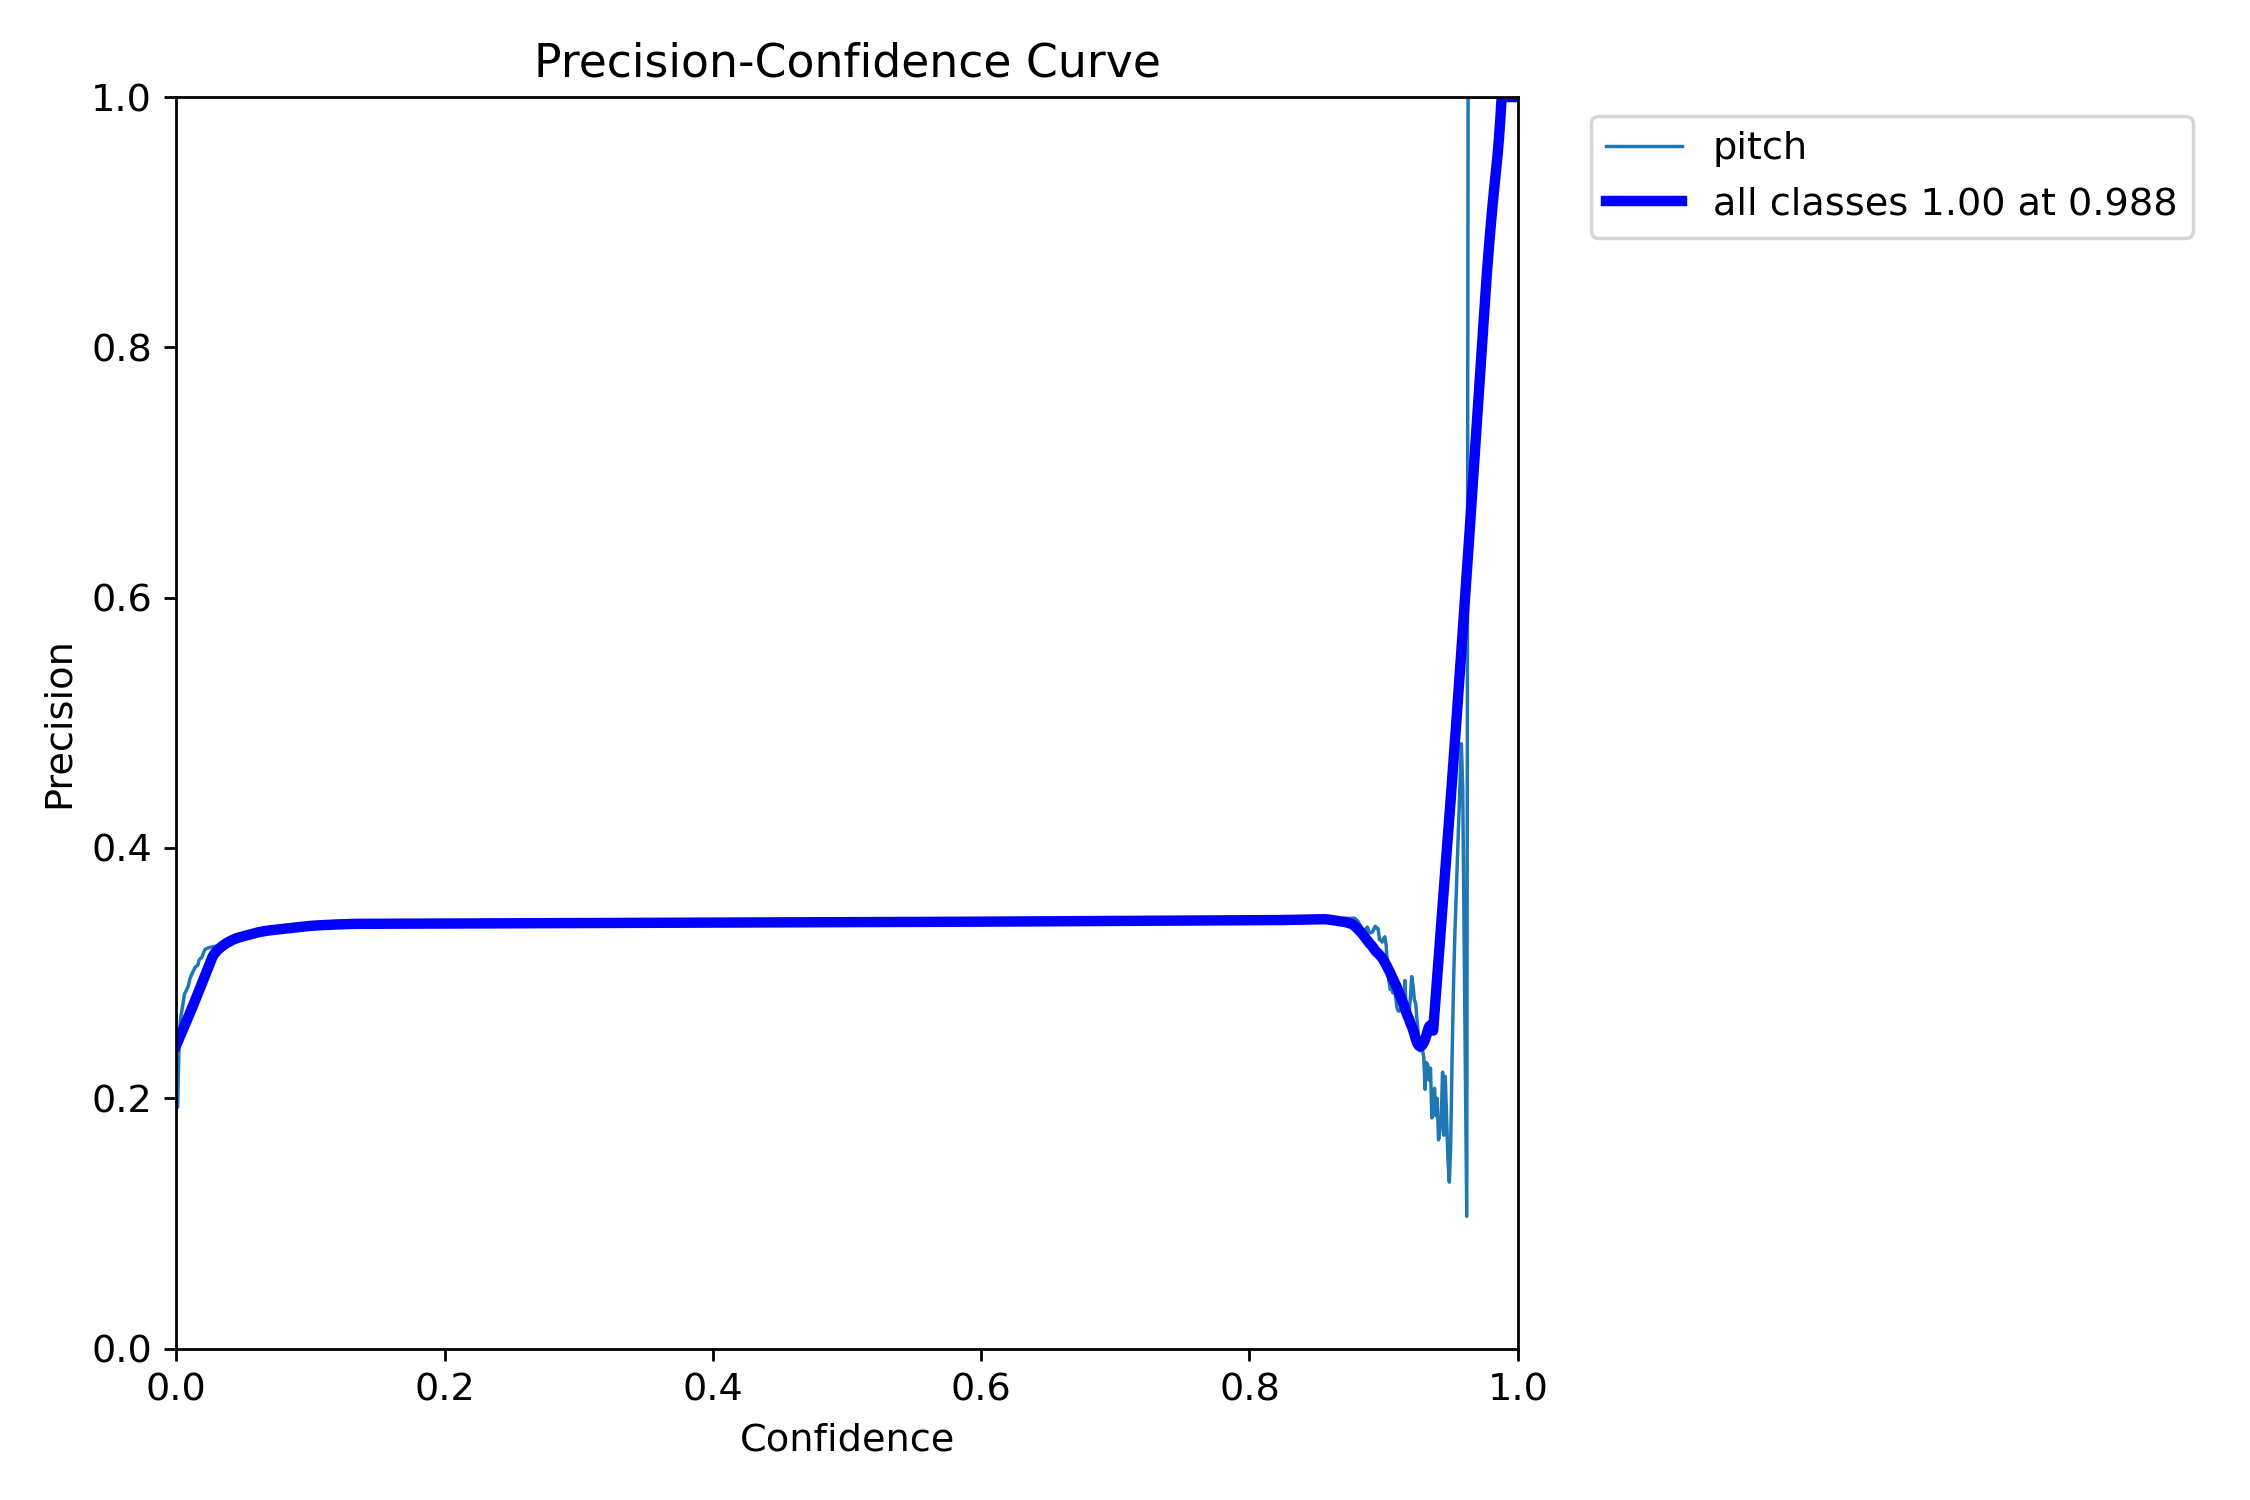 Precision-Confidence Curve
1.0
0.8
0.6
0.4
0.2
0.0
Precision
0.0 0.2 0.4 0.6 0.8 1.0
Confidence
pitch
all classes 1.00 at 0.988